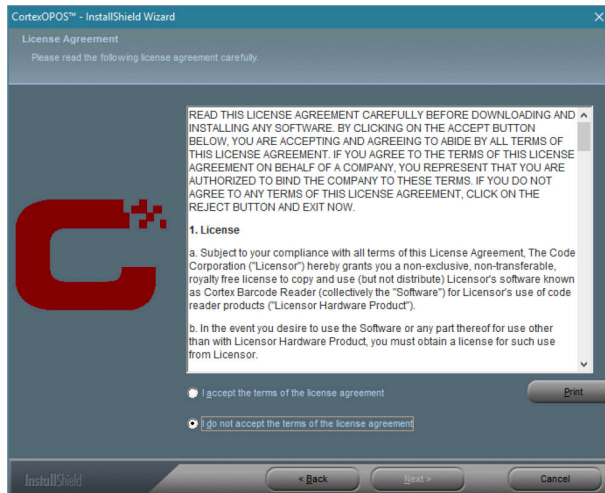 CortexOPOS™ - InstallShield Wizard
License Agreement
Please read the following license agreement carefully.
READ THIS LICENSE AGREEMENT CAREFULLY BEFORE DOWNLOADING AND
INSTALLING ANY SOFTWARE. BY CLICKING ON THE ACCEPT BUTTON
BELOW, YOU ARE ACCEPTING AND AGREEING TO ABIDE BY ALL TERMS OF
THIS LICENSE AGREEMENT. IF YOU AGREE TO THE TERMS OF THIS LICENSE
AGREEMENT ON BEHALF OF A COMPANY, YOU REPRESENT THAT YOU ARE
AUTHORIZED TO BIND THE COMPANY TO THESE TERMS. IF YOU DO NOT
AGREE TO ANY TERMS OF THIS LICENSE AGREEMENT, CLICK ON THE
REJECT BUTTON AND EXIT NOW.
1. License
a. Subject to your compliance with all terms of this License Agreement, The Code
Corporation ("Licensor") hereby grants you a non-exclusive, non-transferable,
royalty free license to copy and use (but not distribute) Licensor's software known
as Cortex Barcode Reader (collectively the "Software") for Licensor's use of code
reader products ("Licensor Hardware Product").
b. In the event you desire to use the Software or any part thereof for use other
than with Licensor Hardware Product, you must obtain a license for such use
from Licensor.
I accept the terms of the license agreement
Print
I do not accept the terms of the license agreement
InstallShield
< Back
Next >
Cancel